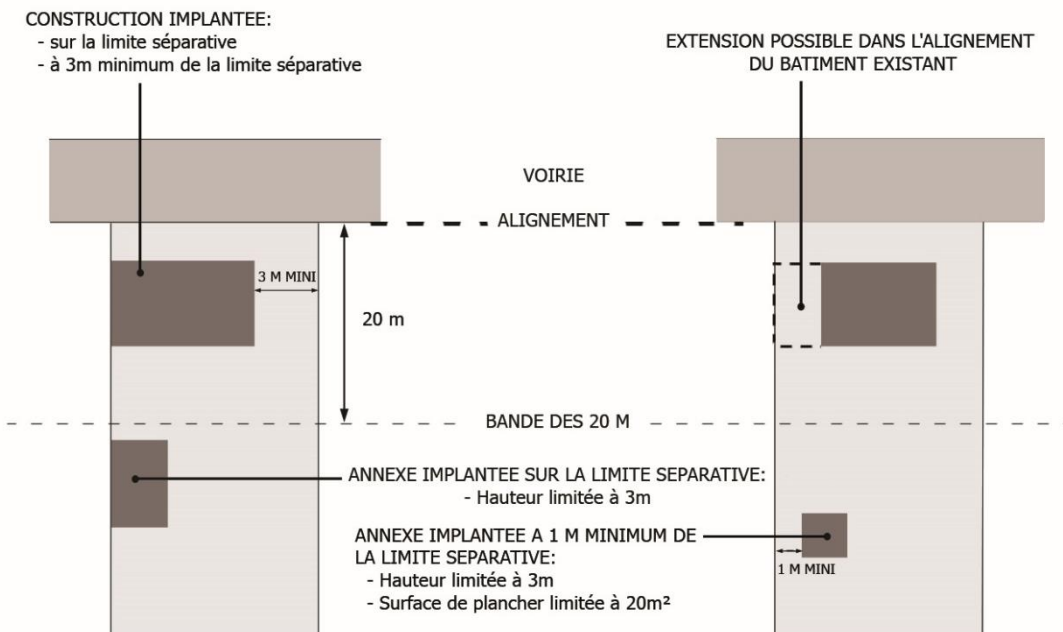 CONSTRUCTION IMPLANTEE:
- sur la limite séparative
- à 3m minimum de la limite séparative
EXTENSION POSSIBLE DANS L'ALIGNEMENT
DU BATIMENT EXISTANT
VOIRIE
ALIGNEMENT
3 M MINI
20 m
BANDE DES 20 M
ANNEXE IMPLANTEE SUR LA LIMITE SEPARATIVE:
- Hauteur limitée à 3m
ANNEXE IMPLANTEE A 1 M MINIMUM DE
LA LIMITE SEPARATIVE:
- Hauteur limitée à 3m
- Surface de plancher limitée à 20m²
1 M MINI